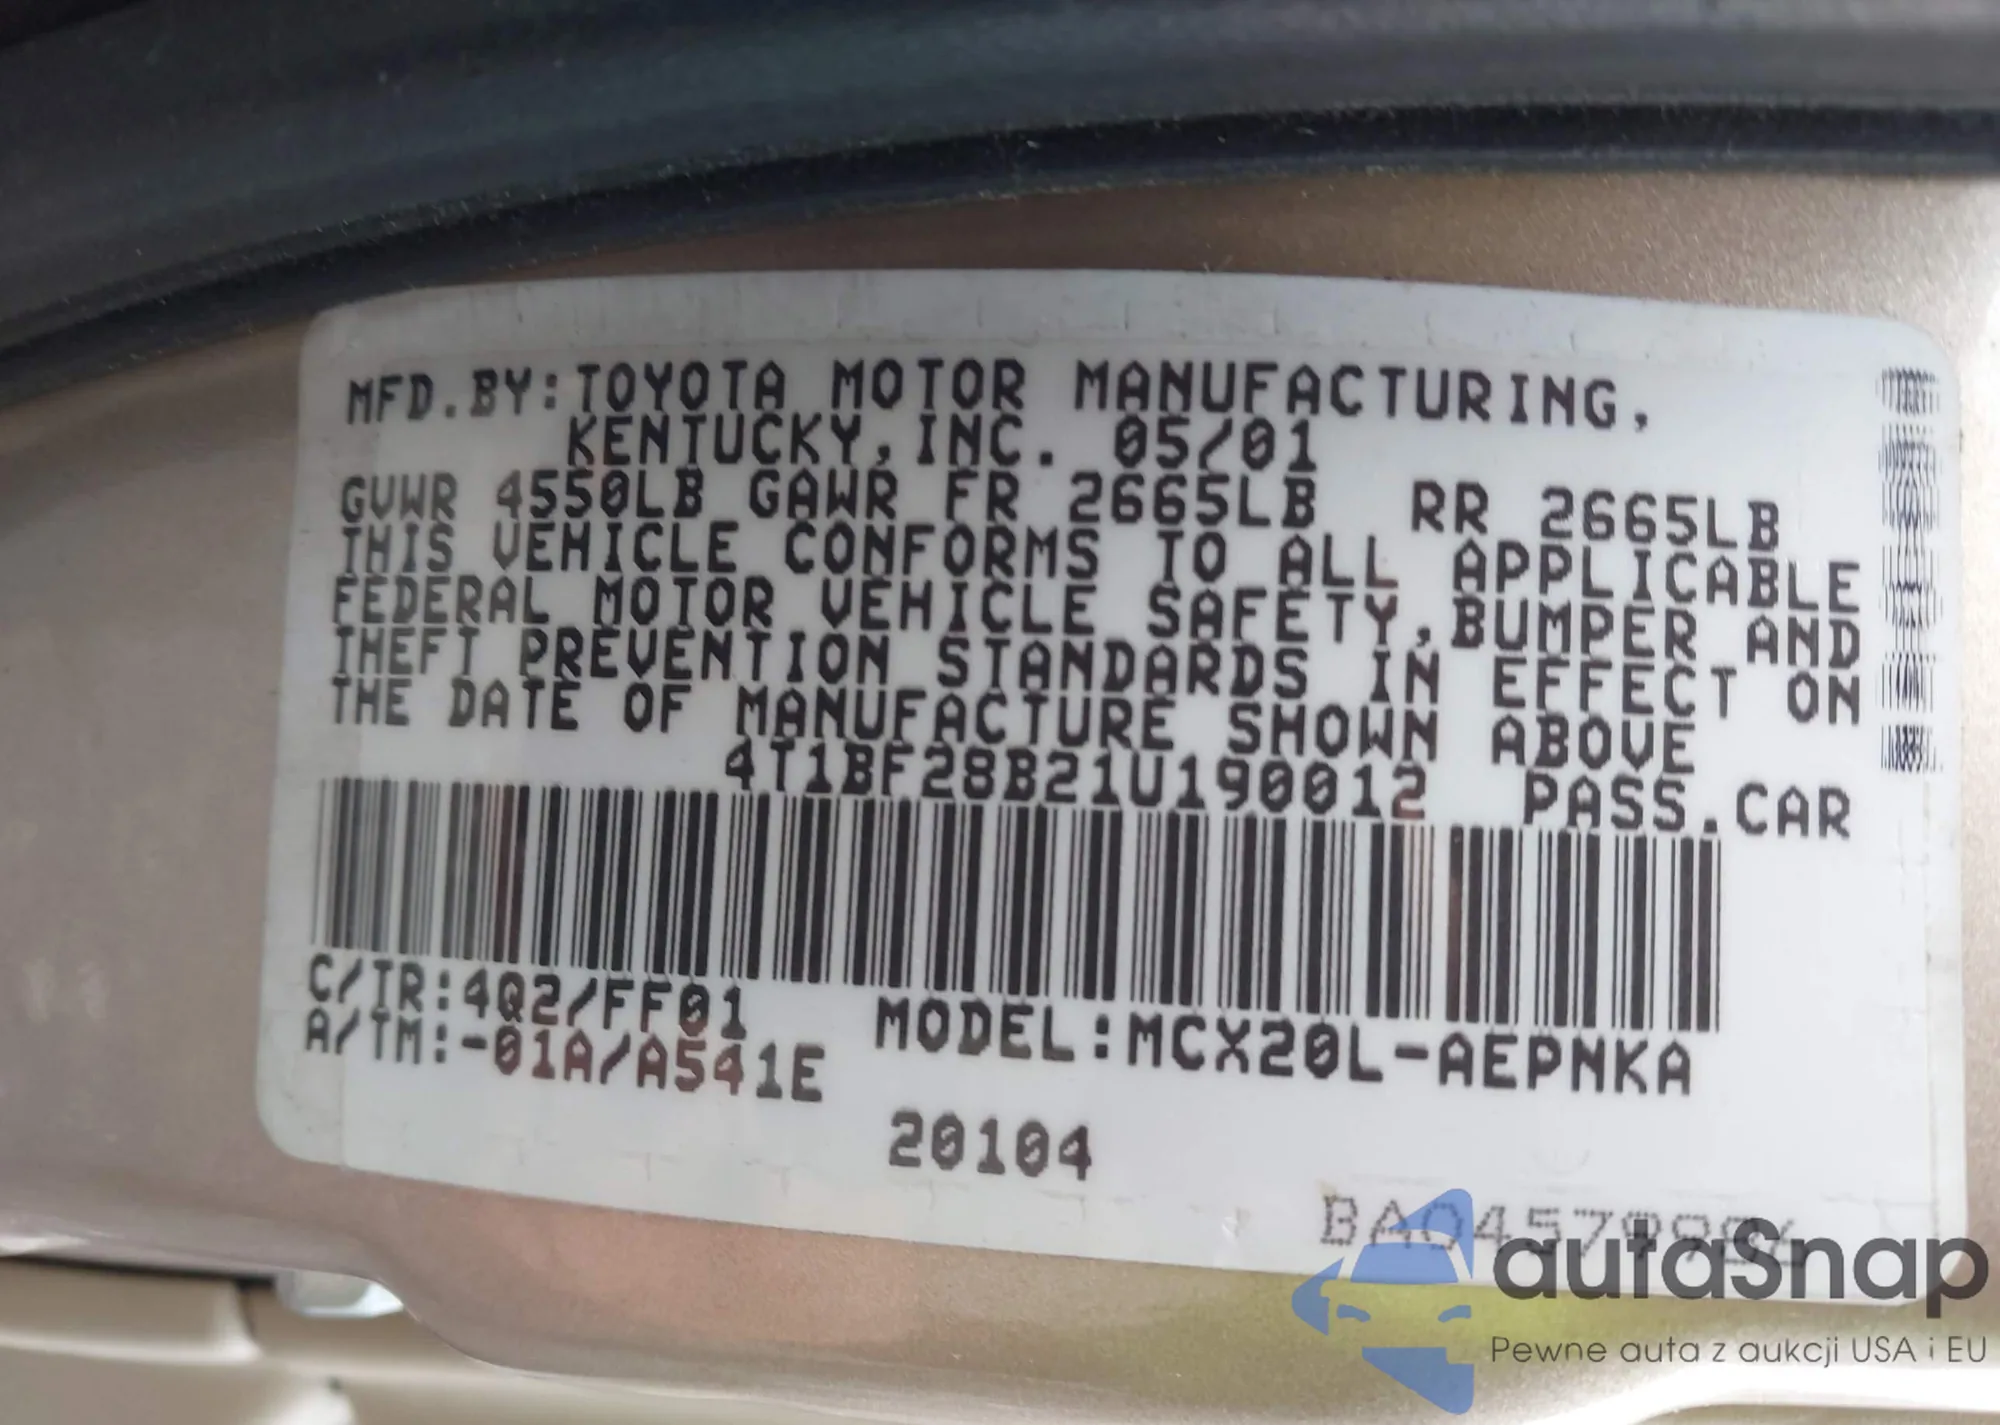 MFD.BY:TOYOTA MOTOR MANUFACTURING,
KENTUCKY,INC. 05/01
GVWR 4550LB GAWR FR 2665LB RR 2665LB
THIS VEHICLE CONFORMS TO ALL APPLICABLE
FEDERAL MOTOR VEHICLE SAFETY,BUMPER AND
THEFT PREVENTION STANDARDS IN EFFECT ON
THE DATE OF MANUFACTURE SHOWN ABOVE
4T1BF28B21U190012 PASS.CAR
C/TR:4Q2/FF01 MODEL:MCX20L-AEPNKA
A/TM:-01A/A541E
20104
autaSnap
Pewne auta z aukcji USA i EU